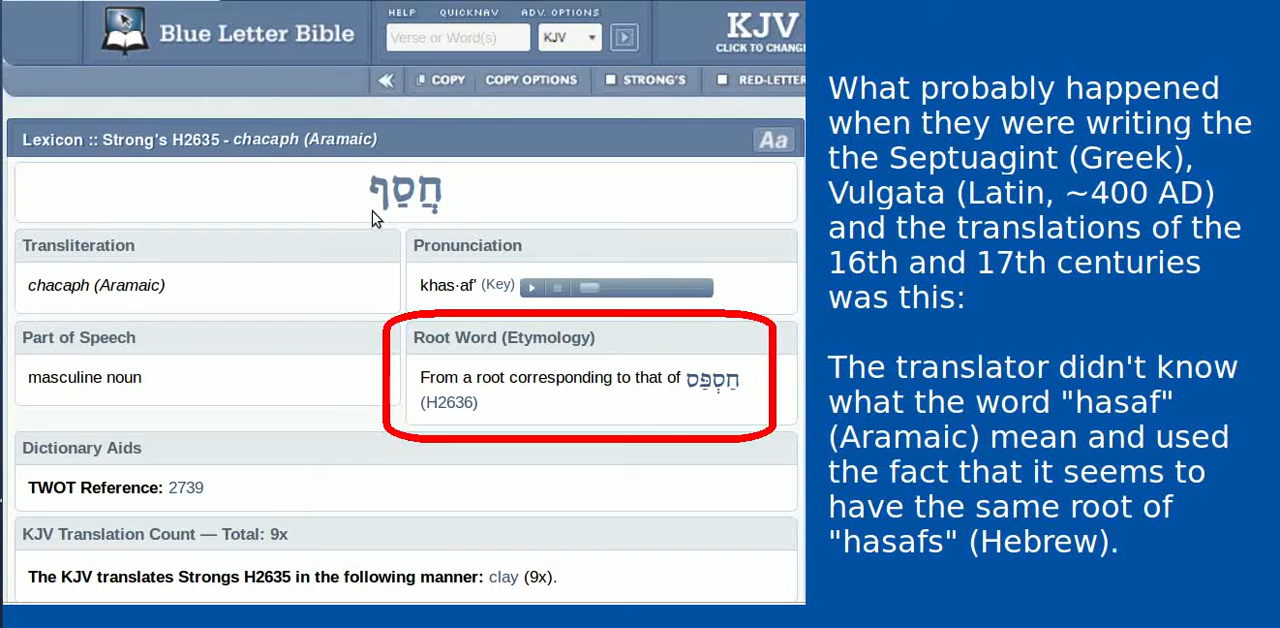 HELP QUICKNAV ADV. OPTIONS
Blue Letter Bible
Verse or Word(s)
KJV
KJV
CLICK TO CHANG
COPY COPY OPTIONS STRONG'S RED-LETTER
Lexicon :: Strong's H2635 - chacaph (Aramaic)
Aa
חֲסַף
Transliteration
Pronunciation
chacaph (Aramaic)
khas·af' (Key)
Part of Speech
Root Word (Etymology)
masculine noun
From a root corresponding to that of חַסְפַּס
(H2636)
Dictionary Aids
TWOT Reference: 2739
KJV Translation Count — Total: 9x
The KJV translates Strongs H2635 in the following manner: clay (9x).
What probably happened
when they were writing the
the Septuagint (Greek),
Vulgata (Latin, ~400 AD)
and the translations of the
16th and 17th centuries
was this:
The translator didn't know
what the word "hasaf"
(Aramaic) mean and used
the fact that it seems to
have the same root of
"hasafs" (Hebrew).